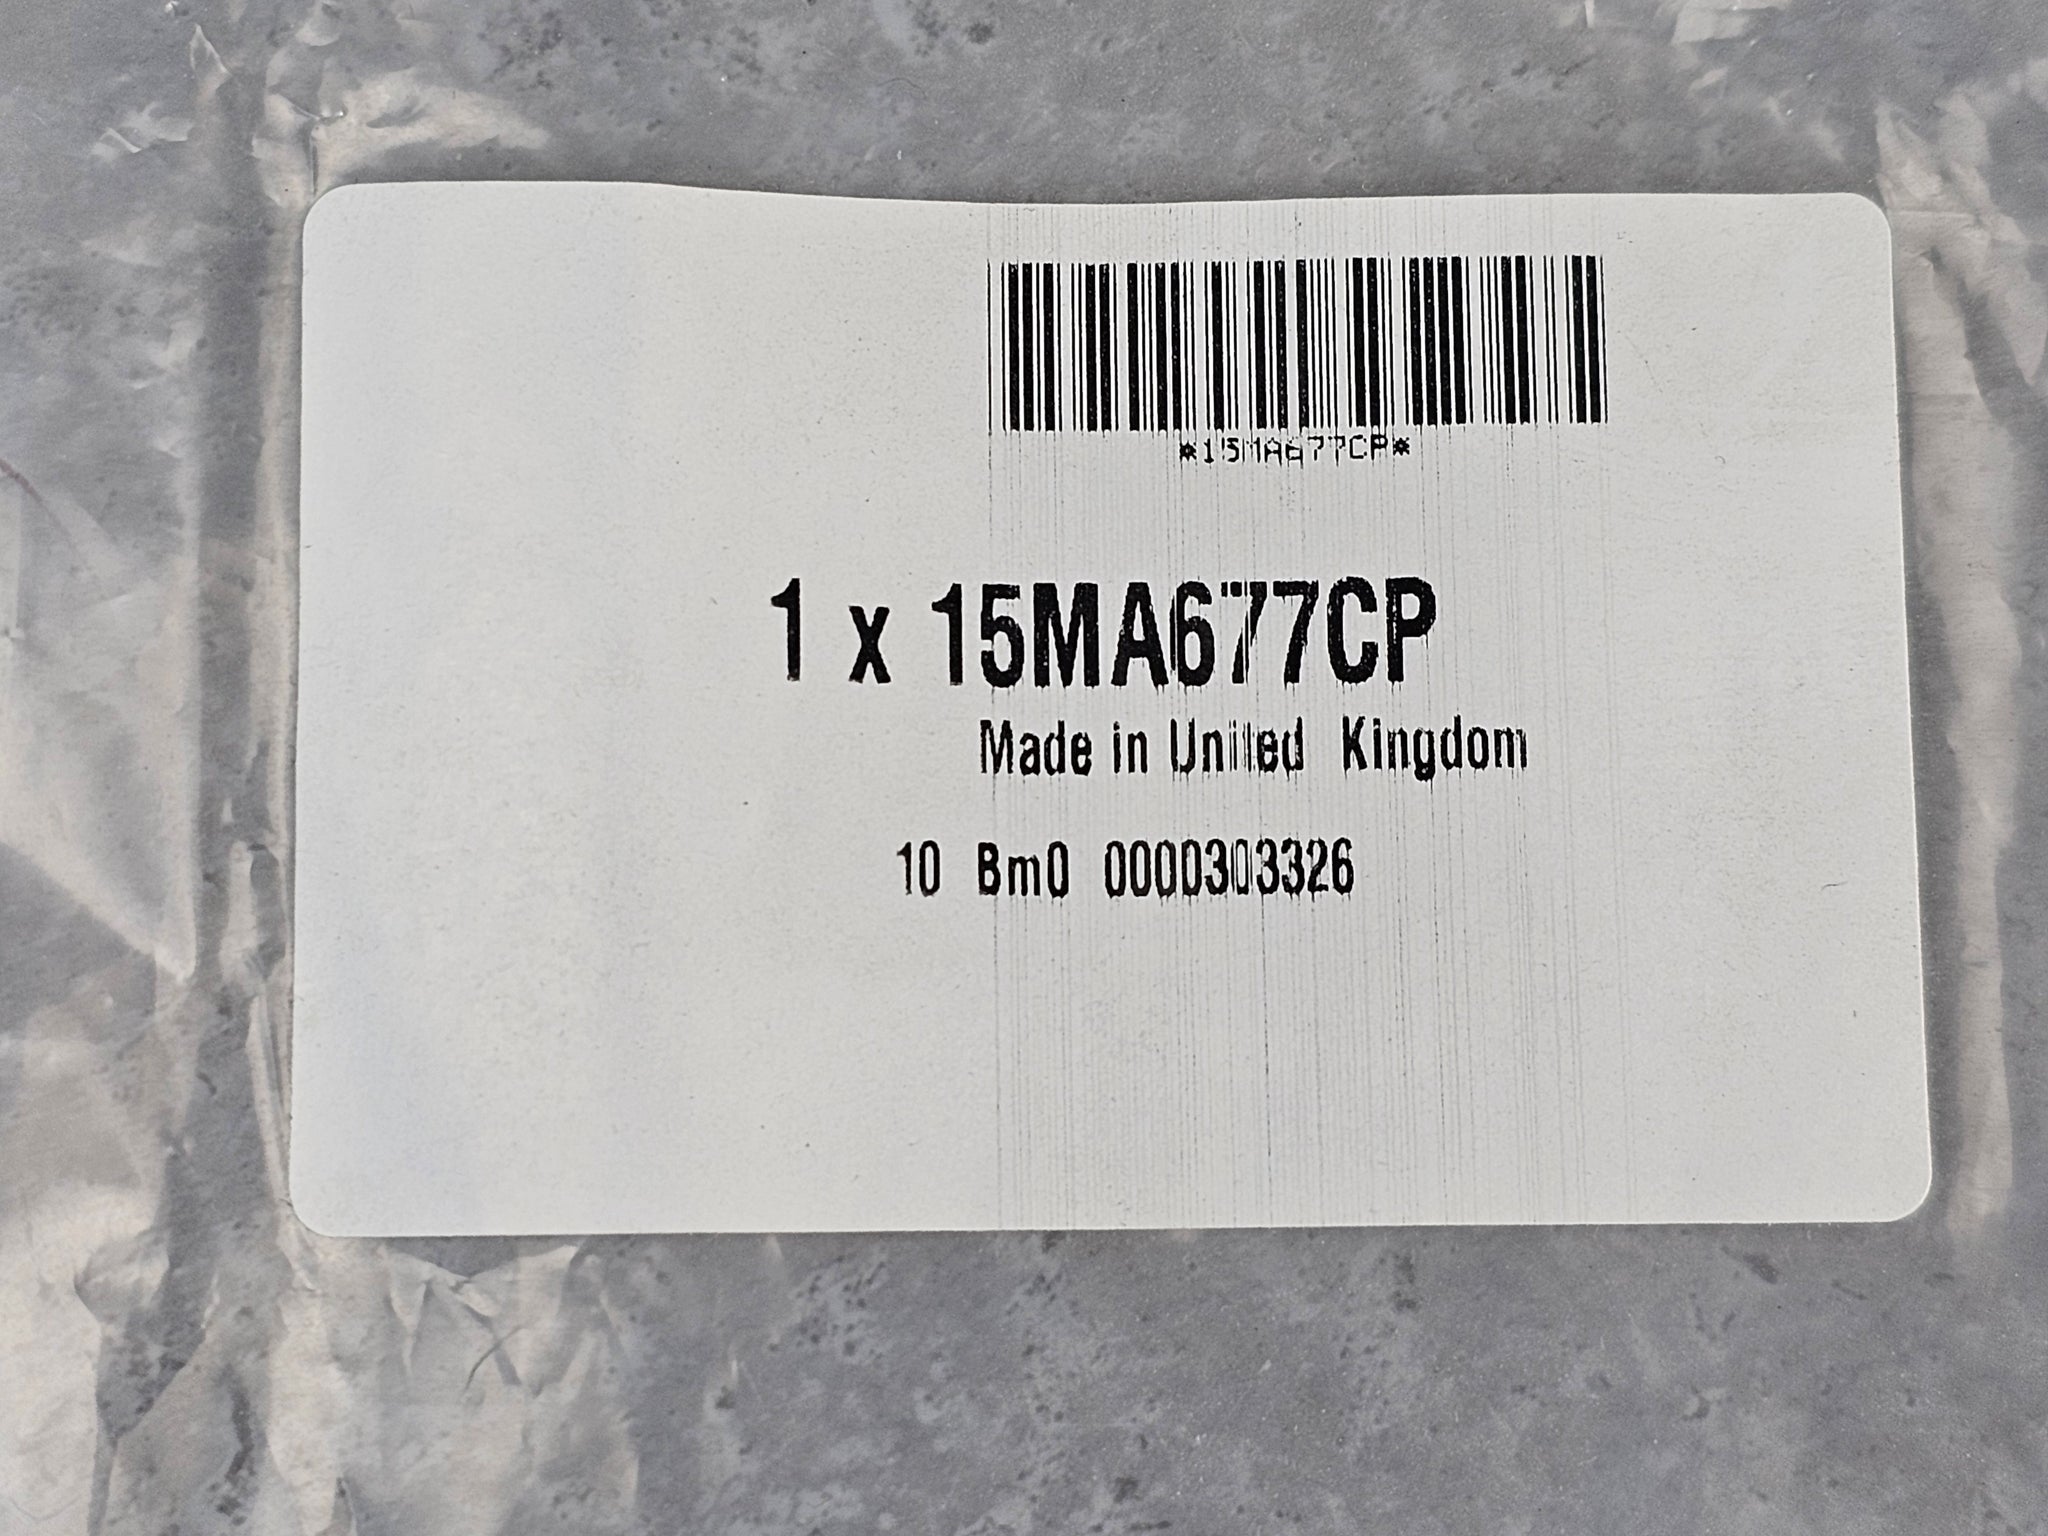 *15MA677CP*
1 x 15MA677CP
Made in United Kingdom
10 Bm0 0000303326